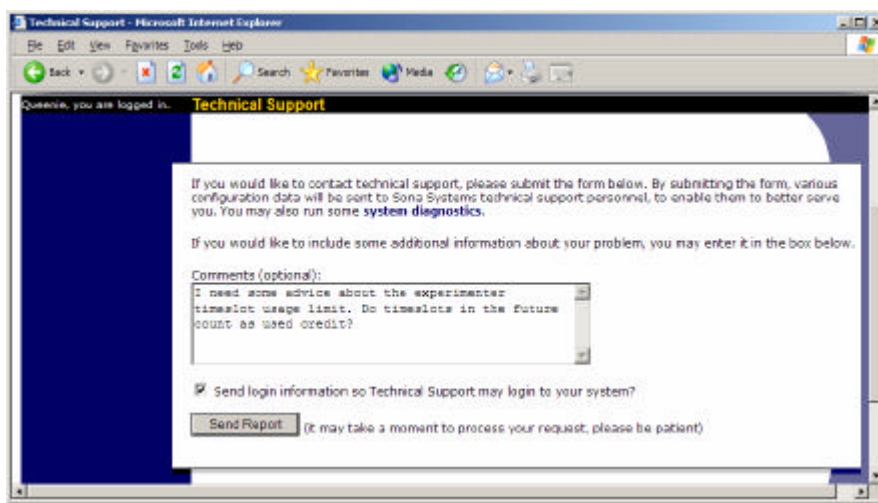 Technical Support - Microsoft Internet Explorer
File Edit View Favorites Tools Help
Back Search Favorites Media
Queenie, you are logged in. Technical Support
If you would like to contact technical support, please submit the form below. By submitting the form, various
configuration data will be sent to Sona Systems technical support personnel, to enable them to better serve
you. You may also run some system diagnostics.
If you would like to include some additional information about your problem, you may enter it in the box below.
Comments (optional):
I need some advice about the experimenter
timeslot usage limit. Do timeslots in the future
count as used credit?
Send login information so Technical Support may login to your system?
Send Report (it may take a moment to process your request, please be patient)